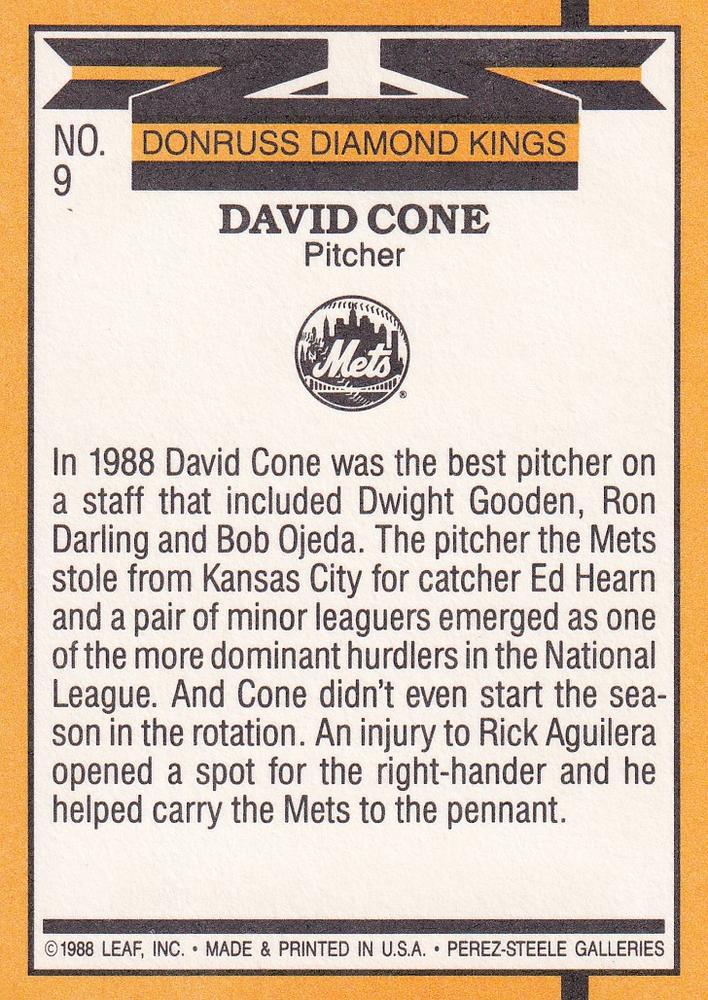 NO.
9
DONRUSS DIAMOND KINGS
DAVID CONE
Pitcher
Mets
®
In 1988 David Cone was the best pitcher on
a staff that included Dwight Gooden, Ron
Darling and Bob Ojeda. The pitcher the Mets
stole from Kansas City for catcher Ed Hearn
and a pair of minor leaguers emerged as one
of the more dominant hurdlers in the National
League. And Cone didn't even start the sea-
son in the rotation. An injury to Rick Aguilera
opened a spot for the right-hander and he
helped carry the Mets to the pennant.
©1988 LEAF, INC. • MADE & PRINTED IN U.S.A. • PEREZ-STEELE GALLERIES